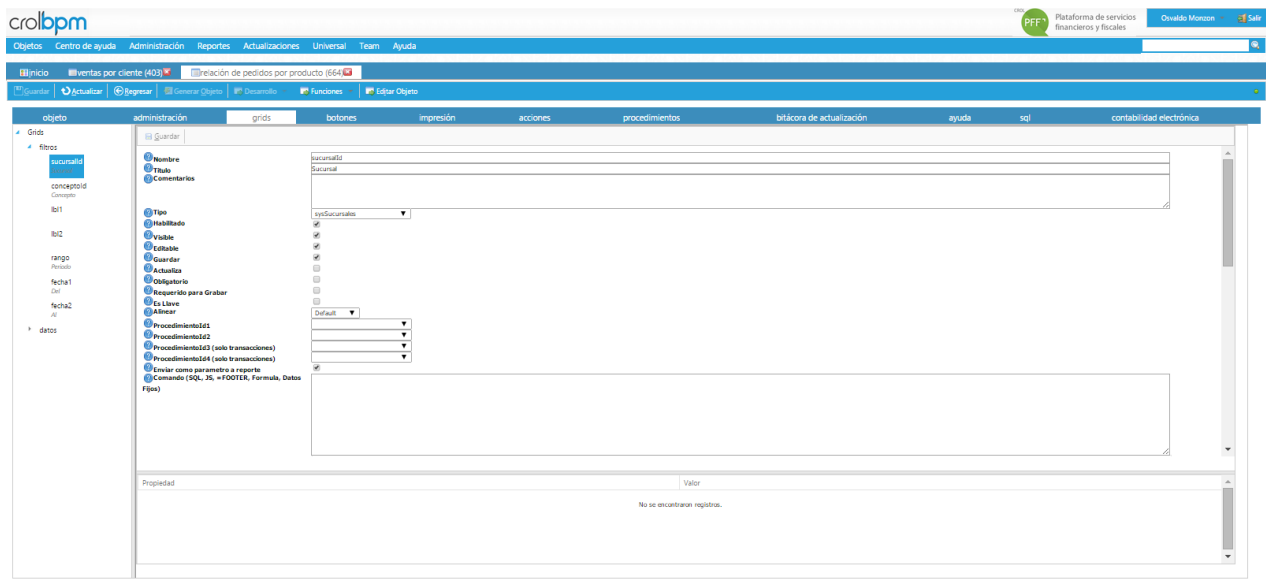 crolbpm
CROL
PFF
Plataforma de servicios
financieros y fiscales
Osvaldo Monzon
Salir
Objetos Centro de ayuda Administración Reportes Actualizaciones Universal Team Ayuda
Inicio ventas por cliente (403) relación de pedidos por producto (664)
Guardar Actualizar Regresar Generar Objeto Desarrollo Funciones Editar Objeto
objeto administración grids botones impresión acciones procedimientos bitácora de actualización ayuda sql contabilidad electrónica
Grids
filtros
sucursalId
conceptoId
Concepto
lbl1
lbl2
rango
Periodo
fecha1
Del
fecha2
Al
datos
Guardar
Nombre sucursalId
Titulo Sucursal
Comentarios
Tipo sysSucursales
Habilitado
Visible
Editable
Guardar
Actualiza
Obligatorio
Requerido para Grabar
Es Llave
Alinear Default
ProcedimientoId1
ProcedimientoId2
ProcedimientoId3 (solo transacciones)
ProcedimientoId4 (solo transacciones)
Enviar como parametro a reporte
Comando (SQL, JS, =FOOTER, Formula, Datos
Fijos)
Propiedad Valor
No se encontraron registros.